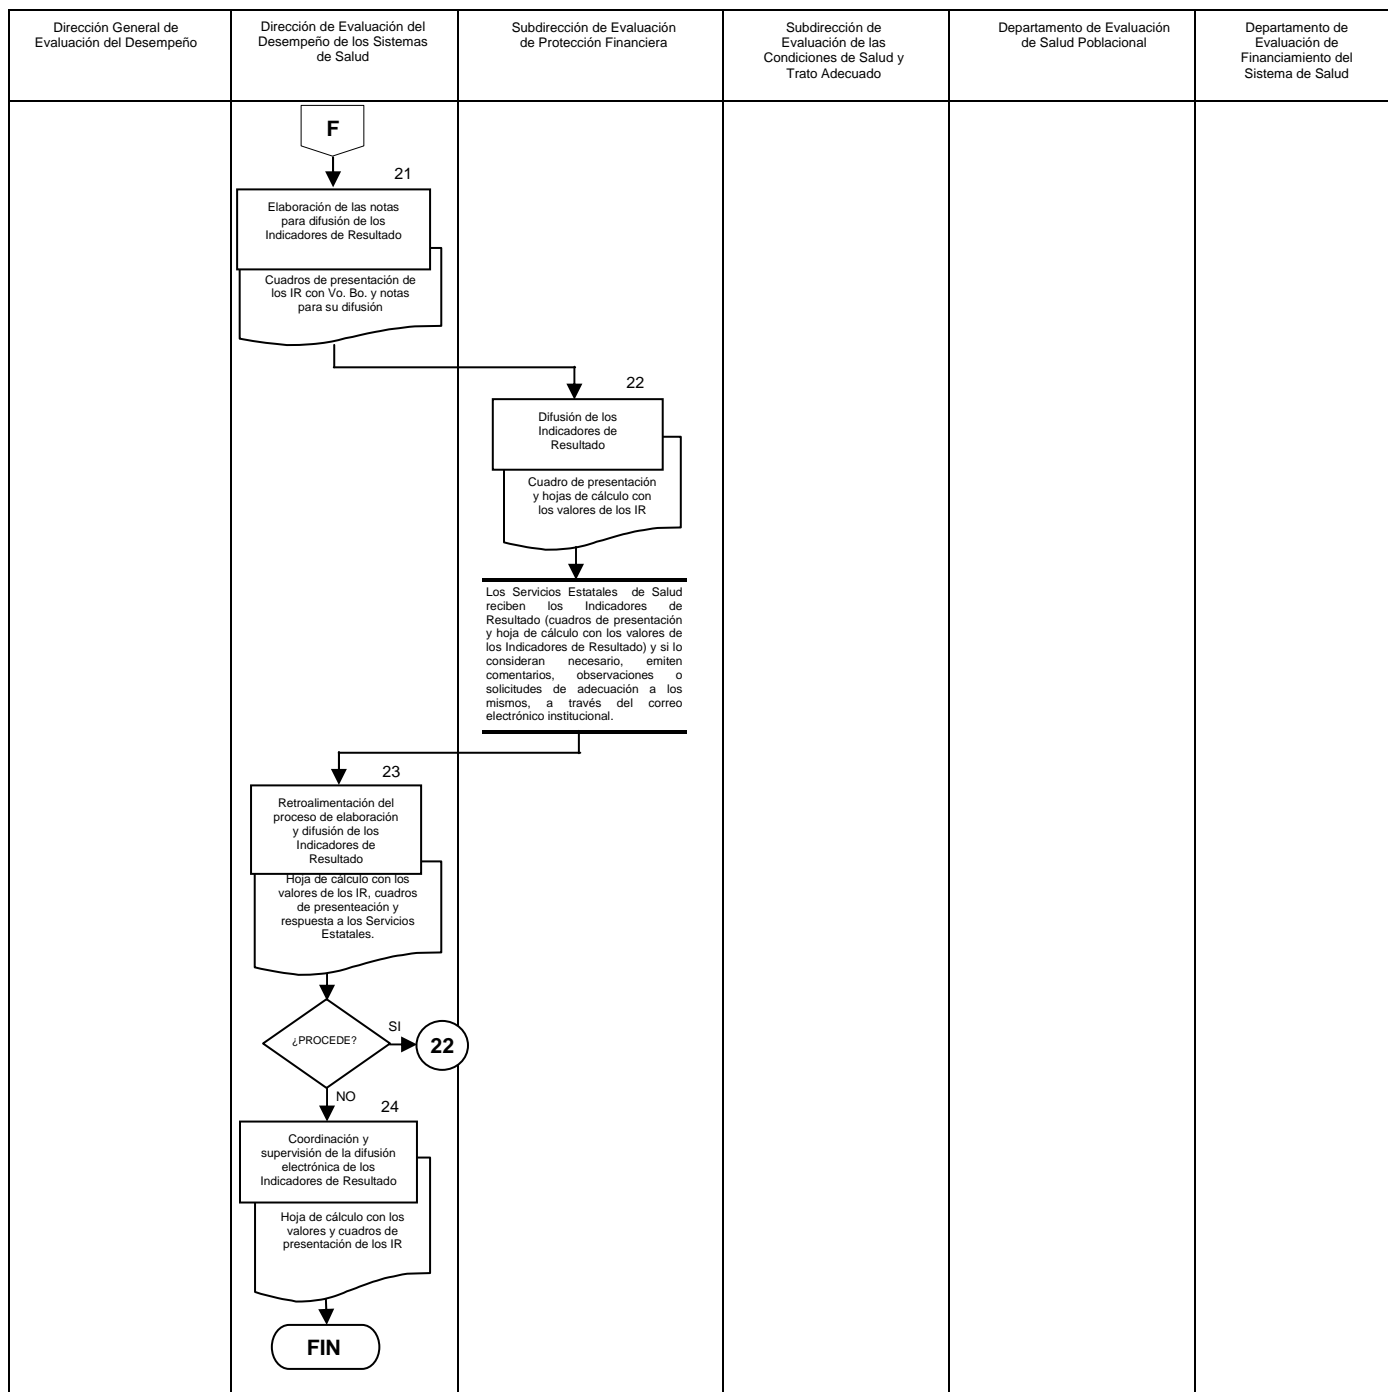 Dirección General de
Evaluación del Desempeño
Dirección de Evaluación del
Desempeño de los Sistemas
de Salud
Subdirección de Evaluación
de Protección Financiera
Subdirección de
Evaluación de las
Condiciones de Salud y
Trato Adecuado
Departamento de Evaluación
de Salud Poblacional
Departamento de
Evaluación de
Financiamiento del
Sistema de Salud
F
21
Elaboración de las notas
para difusión de los
Indicadores de Resultado
Cuadros de presentación de
los IR con Vo. Bo. y notas
para su difusión
22
Difusión de los
Indicadores de
Resultado
Cuadro de presentación
y hojas de cálculo con
los valores de los IR
Los Servicios Estatales de Salud
reciben los Indicadores de
Resultado (cuadros de presentación
y hoja de cálculo con los valores de
los Indicadores de Resultado) y si lo
consideran necesario, emiten
comentarios, observaciones o
solicitudes de adecuación a los
mismos, a través del correo
electrónico institucional.
23
Retroalimentación del
proceso de elaboración
y difusión de los
Indicadores de
Resultado
Hoja de cálculo con los
valores de los IR, cuadros
de presenteación y
respuesta a los Servicios
Estatales.
¿PROCEDE?
SI
22
NO
24
Coordinación y
supervisión de la difusión
electrónica de los
Indicadores de Resultado
Hoja de cálculo con los
valores y cuadros de
presentación de los IR
FIN